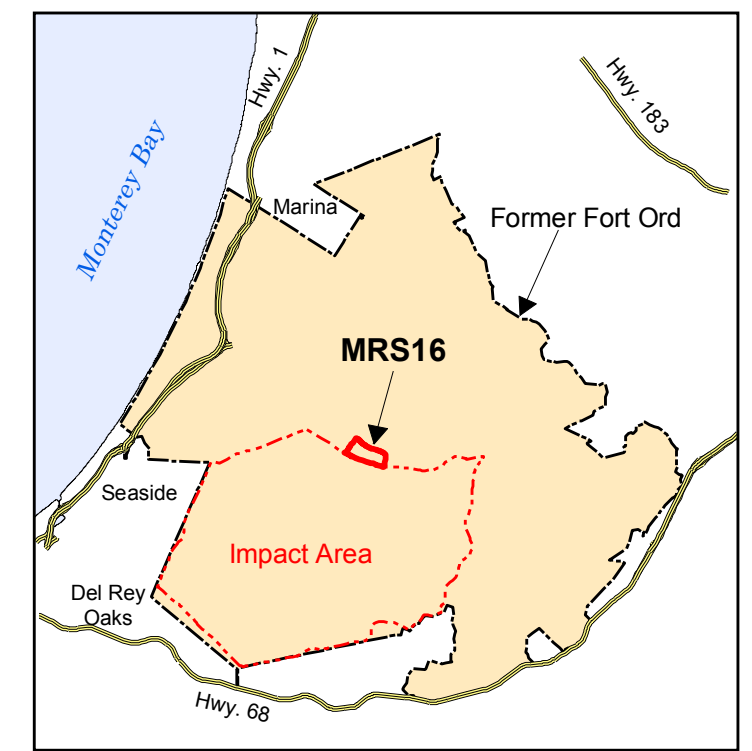 Hwy. 1
Hwy. 183
Monterey Bay
Marina
Former Fort Ord
MRS16
Seaside
Impact Area
Del Rey
Oaks
Hwy. 68